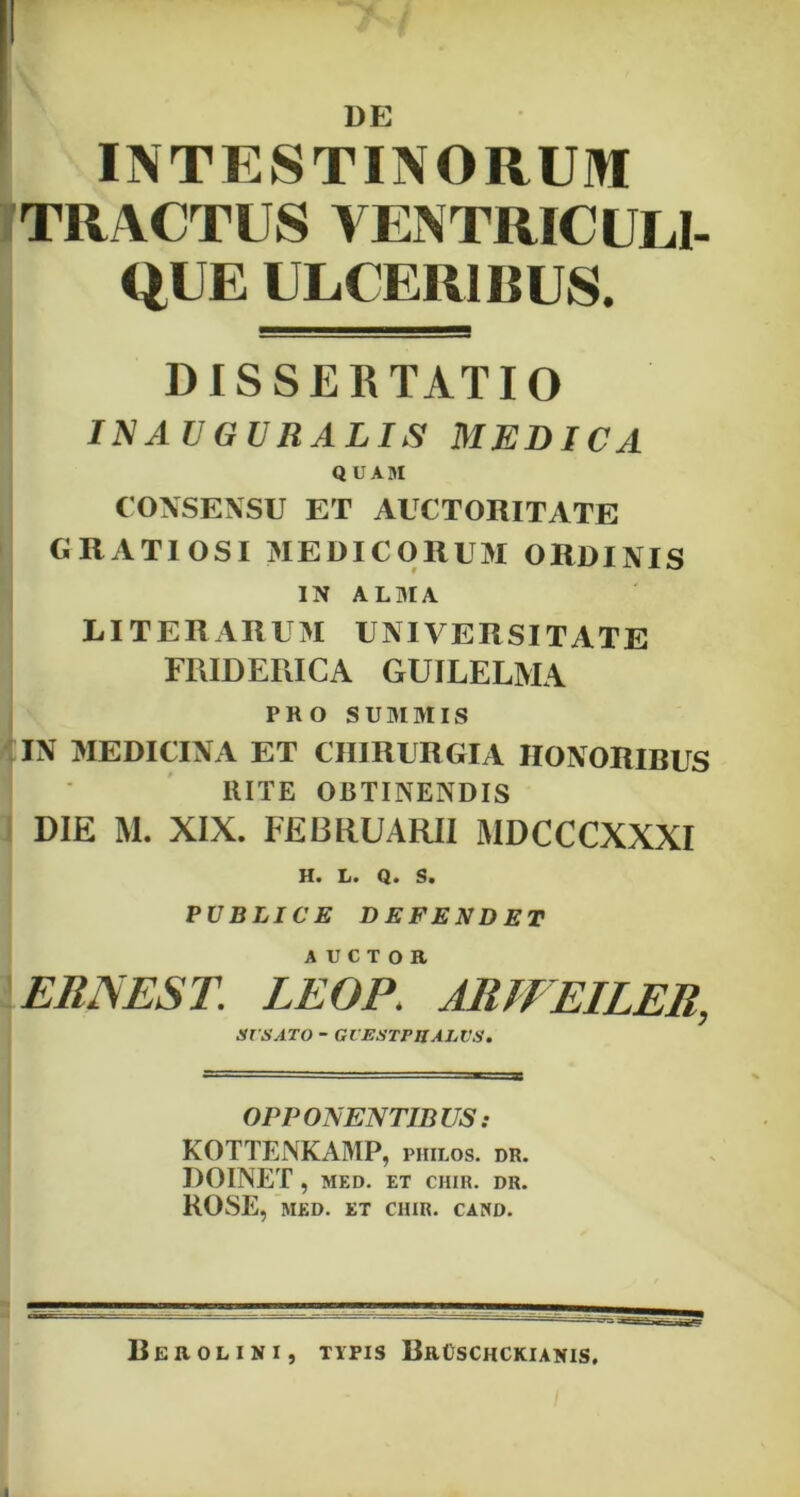 DE
INTESTINORUM
TRACTUS VENTRICULI-
QUE ULCERIBUS.
DISSERTATIO
INAUGURALIS MEDICA
QUAM
CONSENSU ET AUCTORITATE
GRATIOSI MEDICORUM ORDINIS
IN ALMA
LITERARUM UNIVERSITATE
FRIDERICA GUILELMA
PRO SUMMIS
IN MEDICINA ET CHIRURGIA HONORIBUS
RITE OBTINENDIS
DIE M. XIX. FEBRUARII MDCCCXXXI
H. L. Q. S.
PUBLICE DEFENDET
AUCTOR
ERNEST. LEOP. ARWEILER,
SUSATO - GUESTPHALUS.
OPPONENTIBUS:
KOTTENKAMP, PHILOS. DR.
DOINET, MED. ET CHIR. DR.
ROSE, MED. ET CHIR. CAND.
BEROLINI, TYPIS BRÜSCHCKIANIS.